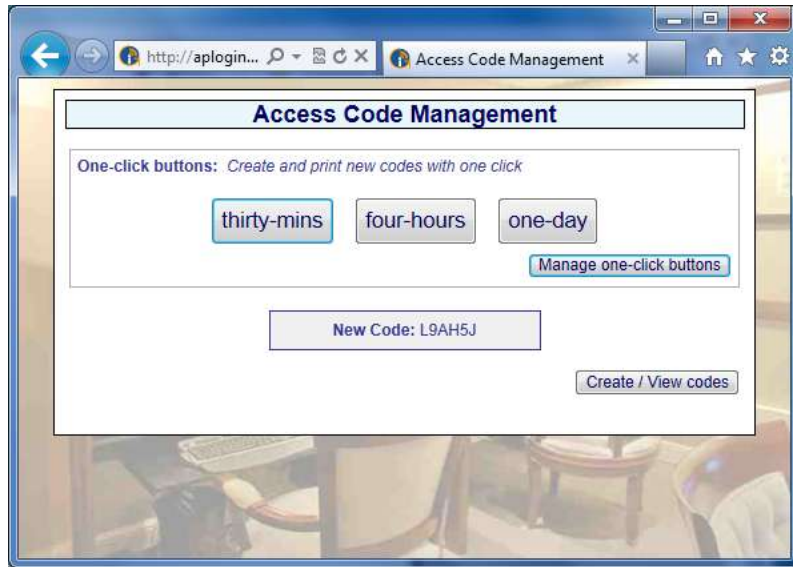 http://aplogin...
Access Code Management
Access Code Management
One-click buttons: Create and print new codes with one click
thirty-mins four-hours one-day
Manage one-click buttons
New Code: L9AH5J
Create / View codes